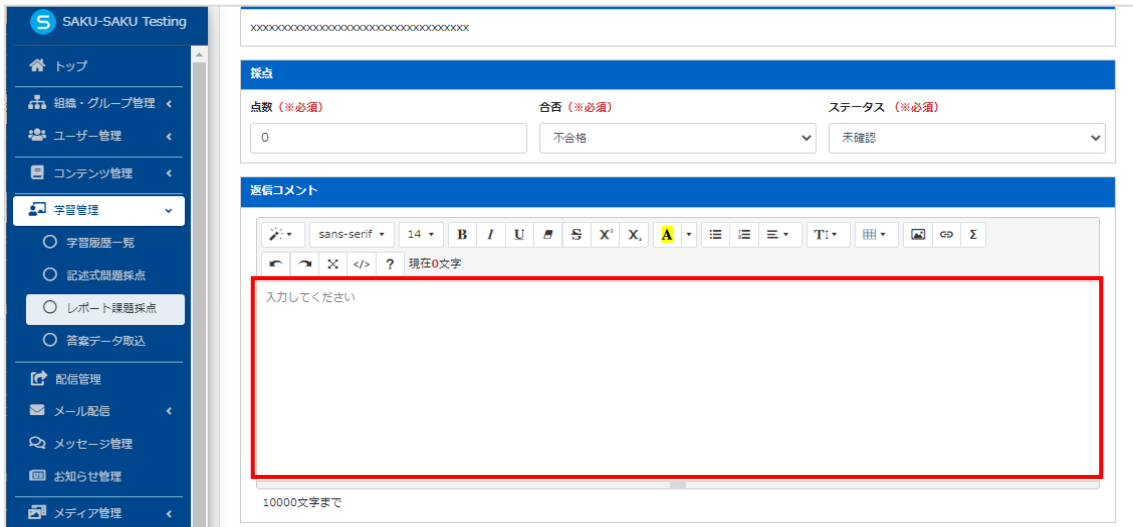 S SAKU-SAKU Testing
トップ
組織・グループ管理
ユーザー管理
コンテンツ管理
学習管理
学習履歴一覧
記述式問題採点
レポート課題採点
答案データ取込
配信管理
メール配信
メッセージ管理
お知らせ管理
メディア管理
xxxxxxxxxxxxxxxxxxxxxxxxxxxxxxxxxxxx
採点
点数（※必須） 合否（※必須） ステータス （※必須）
0 不合格 未確認
返信コメント
sans-serif 14 B I U S X² X₂ A TI Σ
</> ? 現在0文字
入力してください
10000文字まで